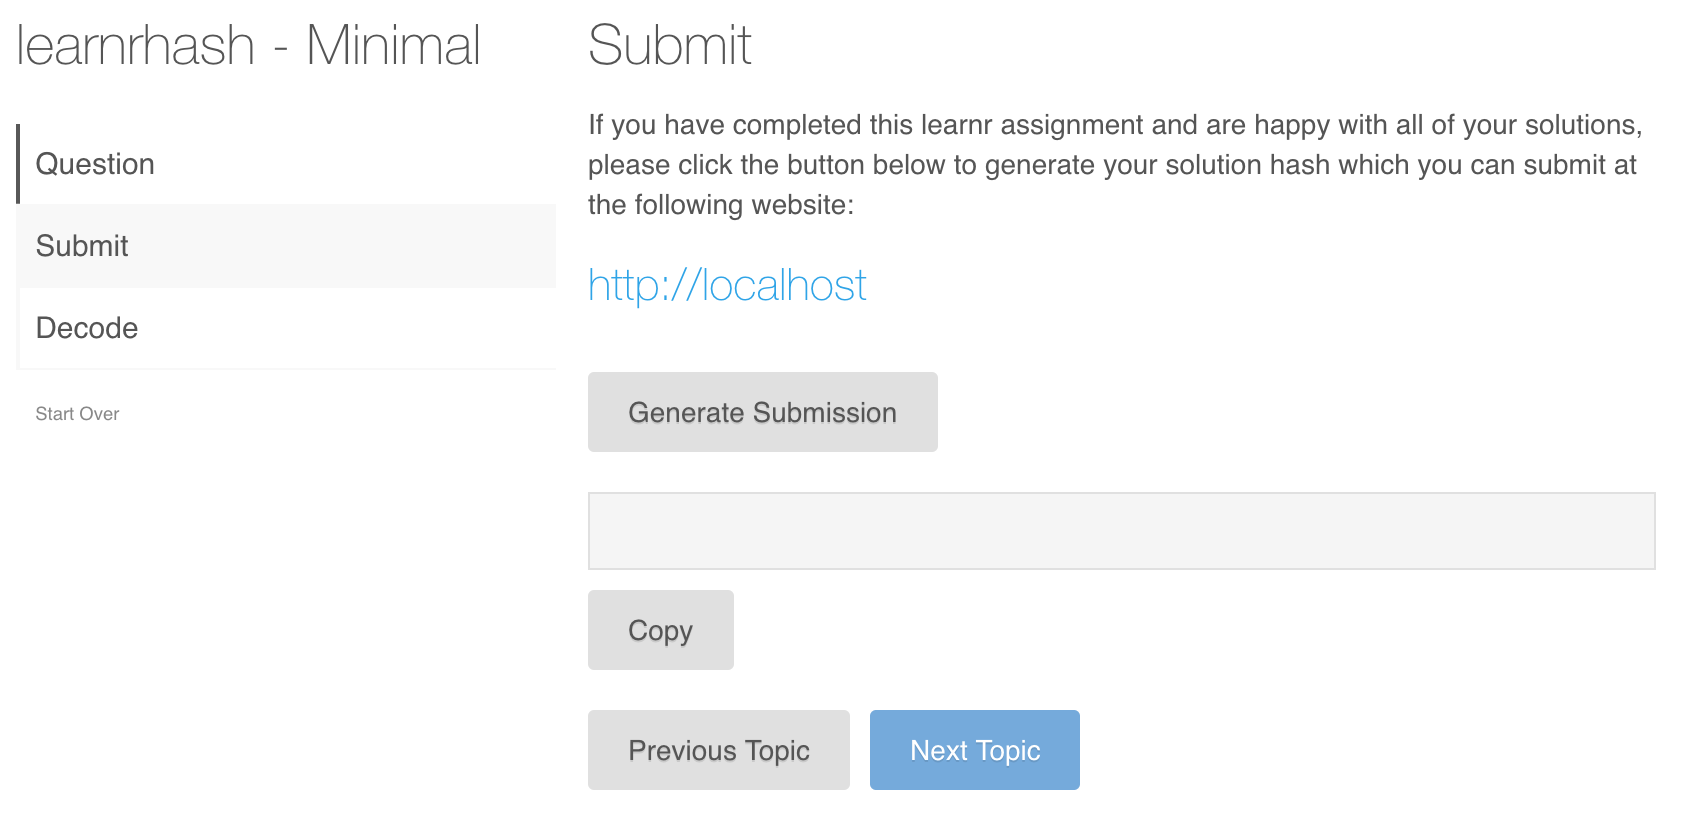 learnrhash - Minimal
Question
Submit
Decode
Start Over
Submit
If you have completed this learnr assignment and are happy with all of your solutions,
please click the button below to generate your solution hash which you can submit at
the following website:
http://localhost
Generate Submission
Copy
Previous Topic
Next Topic